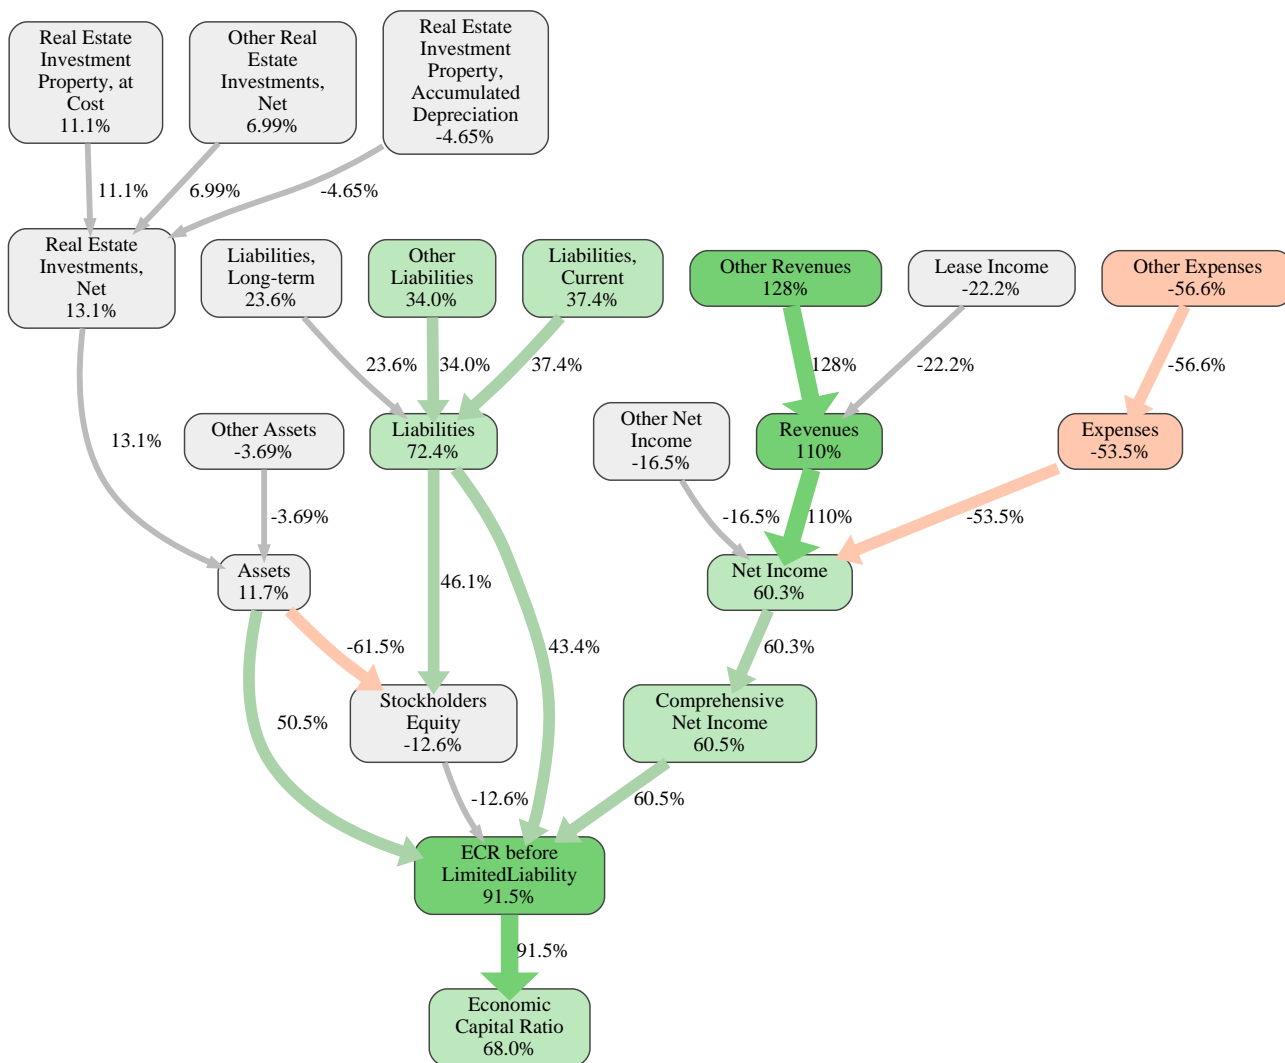 Real Estate
Investment
Property, at
Cost
11.1%
Other Real
Estate
Investments,
Net
6.99%
Real Estate
Investment
Property,
Accumulated
Depreciation
-4.65%
11.1%
6.99%
-4.65%
Real Estate
Investments,
Net
13.1%
Liabilities,
Long-term
23.6%
Other
Liabilities
34.0%
Liabilities,
Current
37.4%
Other Revenues
128%
Lease Income
-22.2%
Other Expenses
-56.6%
23.6%
34.0%
37.4%
128%
-22.2%
-56.6%
13.1%
Other Assets
-3.69%
Liabilities
72.4%
Other Net
Income
-16.5%
Revenues
110%
Expenses
-53.5%
-3.69%
-16.5%
110%
-53.5%
Assets
11.7%
46.1%
Net Income
60.3%
-61.5%
43.4%
60.3%
50.5%
Stockholders
Equity
-12.6%
Comprehensive
Net Income
60.5%
-12.6%
60.5%
ECR before
LimitedLiability
91.5%
91.5%
Economic
Capital Ratio
68.0%